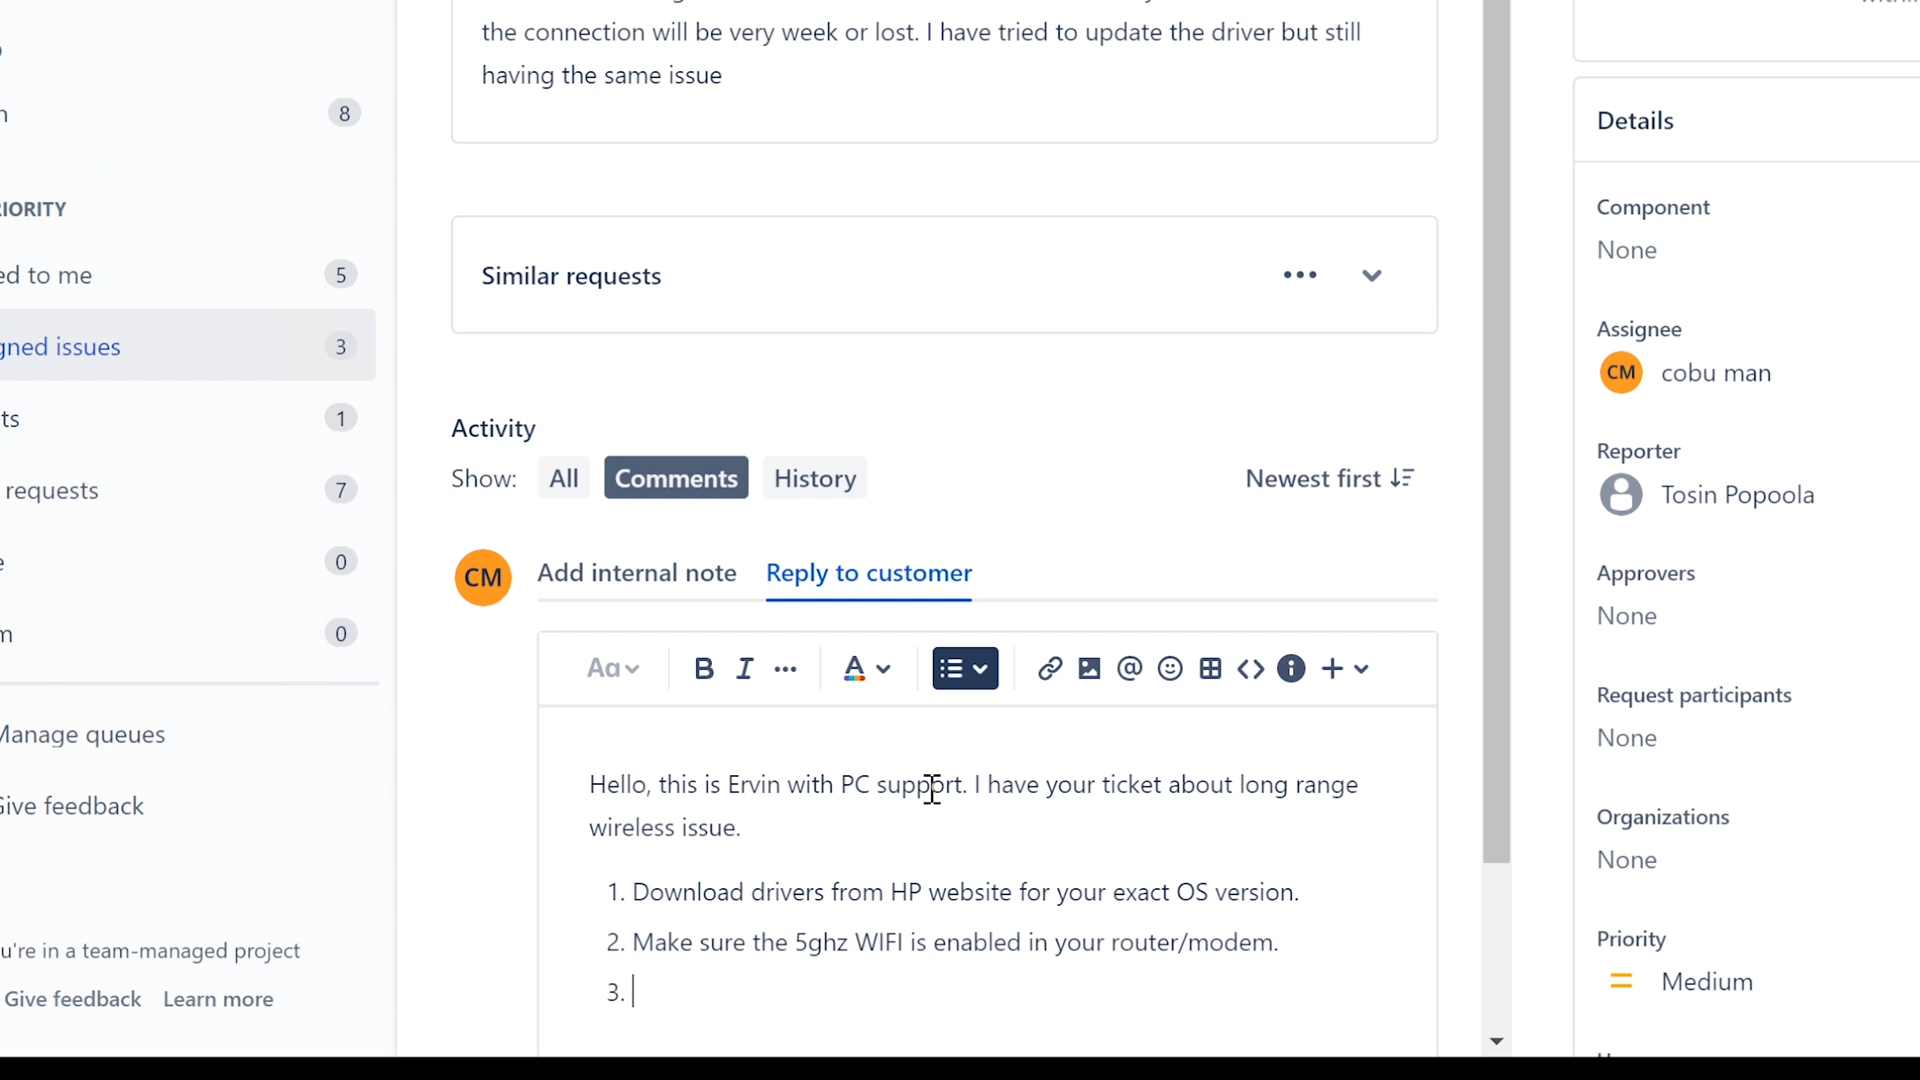 the connection will be very week or lost. I have tried to update the driver but still
having the same issue
8
RIORITY
ed to me 5
gned issues 3
ts 1
requests 7
e 0
m 0
Manage queues
Give feedback
u're in a team-managed project
Give feedback Learn more
Similar requests
Activity
Show: All Comments History Newest first
CM Add internal note Reply to customer
Aa B I A
Hello, this is Ervin with PC support. I have your ticket about long range
wireless issue.
1. Download drivers from HP website for your exact OS version.
2. Make sure the 5ghz WIFI is enabled in your router/modem.
3.
Details
Component
None
Assignee
CM cobu man
Reporter
Tosin Popoola
Approvers
None
Request participants
None
Organizations
None
Priority
Medium